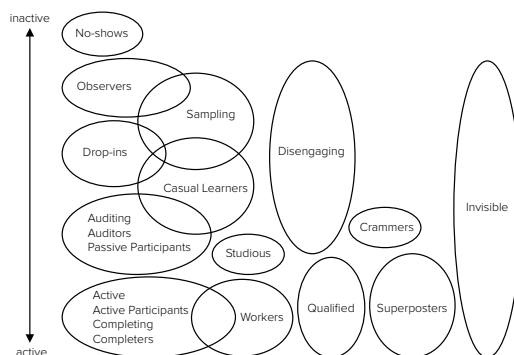 inactive
No-shows
Observers
Sampling
Drop-ins
Disengaging
Casual Learners
Invisible
Auditing
Auditors
Passive Participants
Crammers
Studious
Active
Active Participants
Completing
Completers
Workers
Qualified
Superposters
active